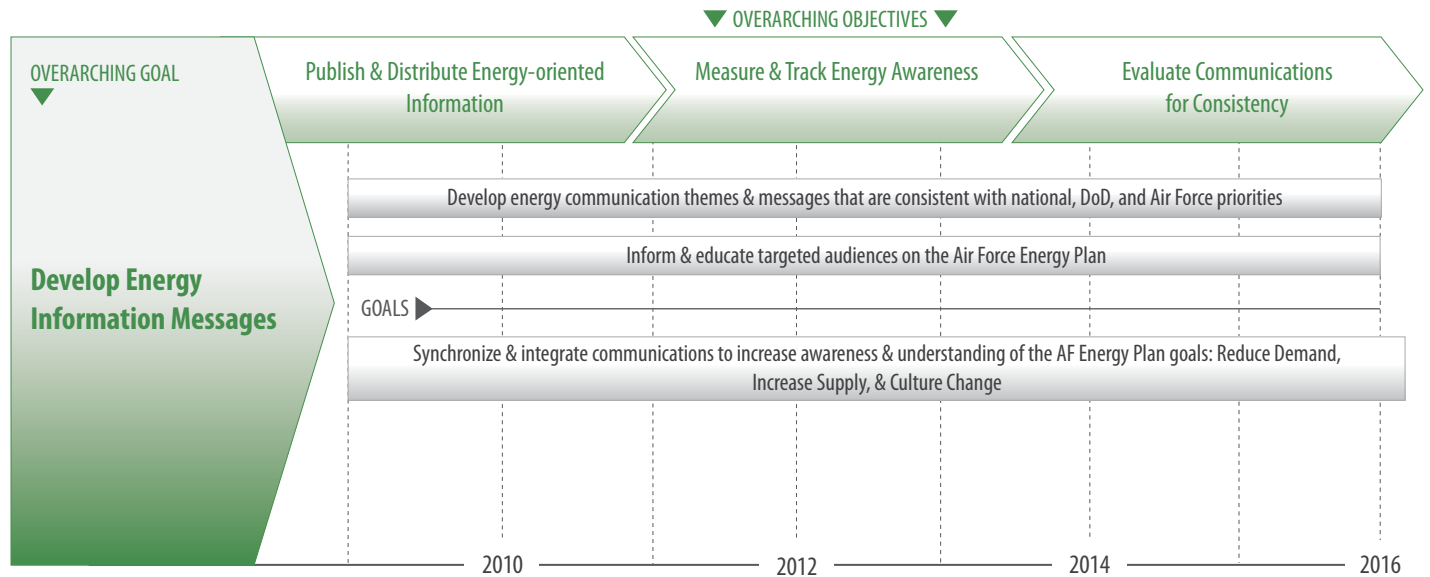 OVERARCHING OBJECTIVES
OVERARCHING GOAL
Publish & Distribute Energy-oriented
Information
Measure & Track Energy Awareness
Evaluate Communications
for Consistency
Develop Energy
Information Messages
Develop energy communication themes & messages that are consistent with national, DoD, and Air Force priorities
Inform & educate targeted audiences on the Air Force Energy Plan
GOALS
Synchronize & integrate communications to increase awareness & understanding of the AF Energy Plan goals: Reduce Demand,
Increase Supply, & Culture Change
2010
2012
2014
2016